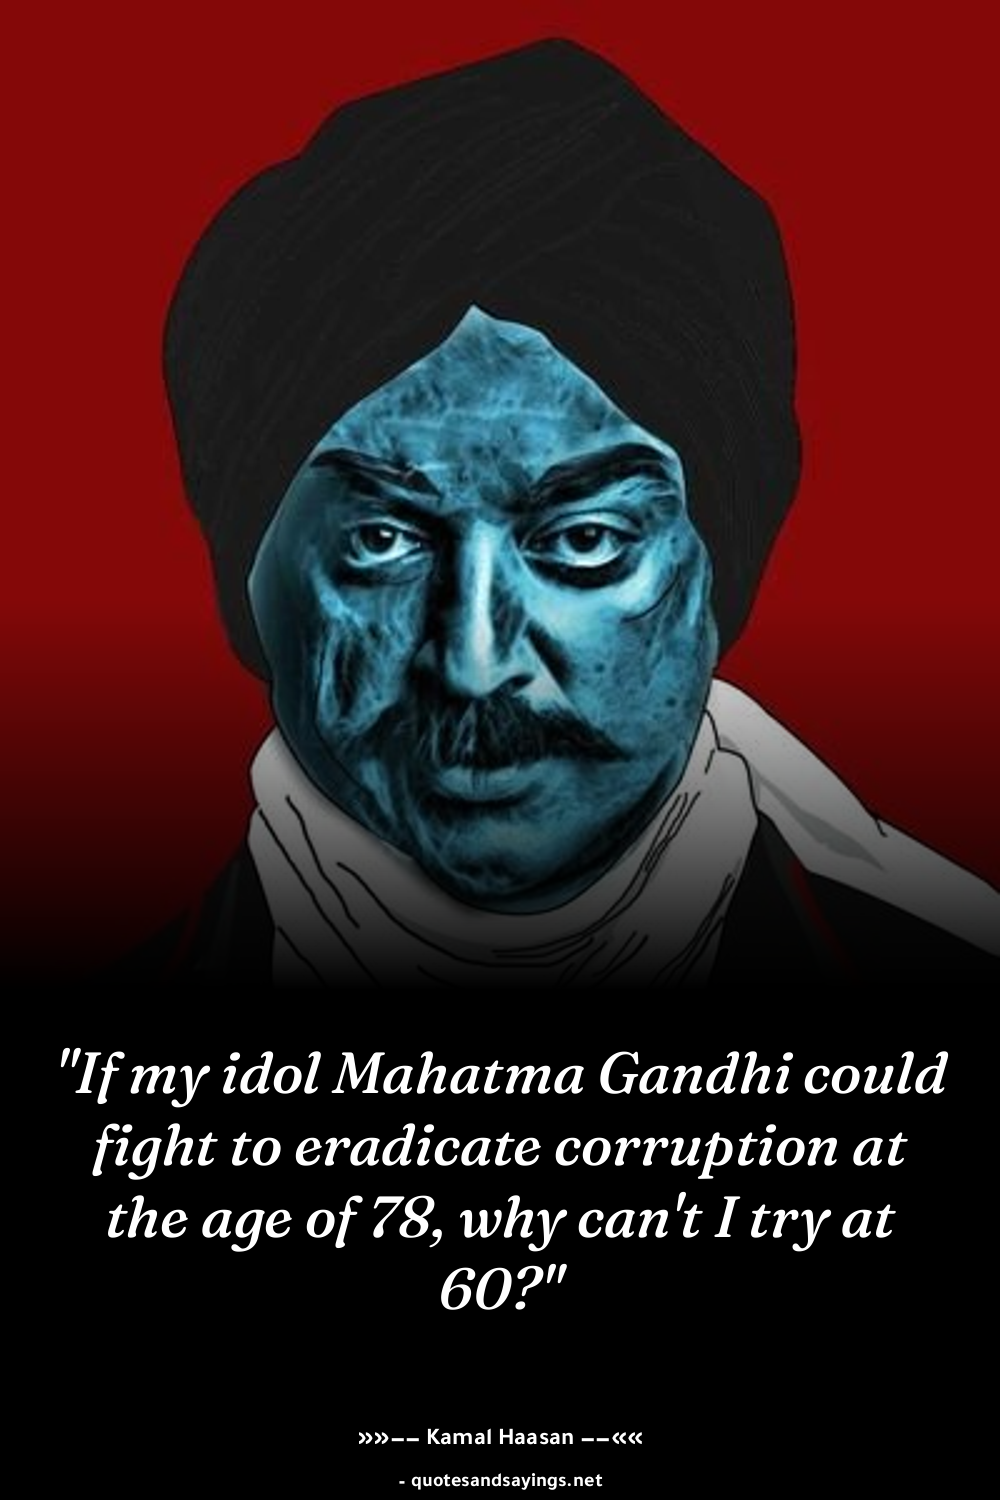 "If my idol Mahatma Gandhi could
fight to eradicate corruption at
the age of 78, why can't I try at
60?"
»»−− Kamal Haasan −−««
- quotesandsayings.net